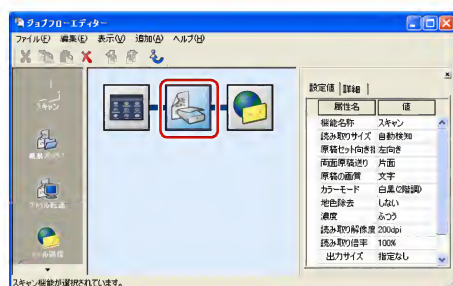 ジョブフローエディター
ファイル(F) 編集(E) 表示(V) 追加(A) ヘルプ(H)
スキャン
設定値 詳細
属性名 値
機能名称 スキャン
読み取りサイズ 自動検知
原稿セット向き指 左向き
両面原稿送り 片面
原稿の画質 文字
カラーモード 白黒(2階調)
地色除去 しない
濃度 ふつう
読み取り解像度 200dpi
読み取り倍率 100%
出力サイズ 指定なし
スキャン機能が選択されています。